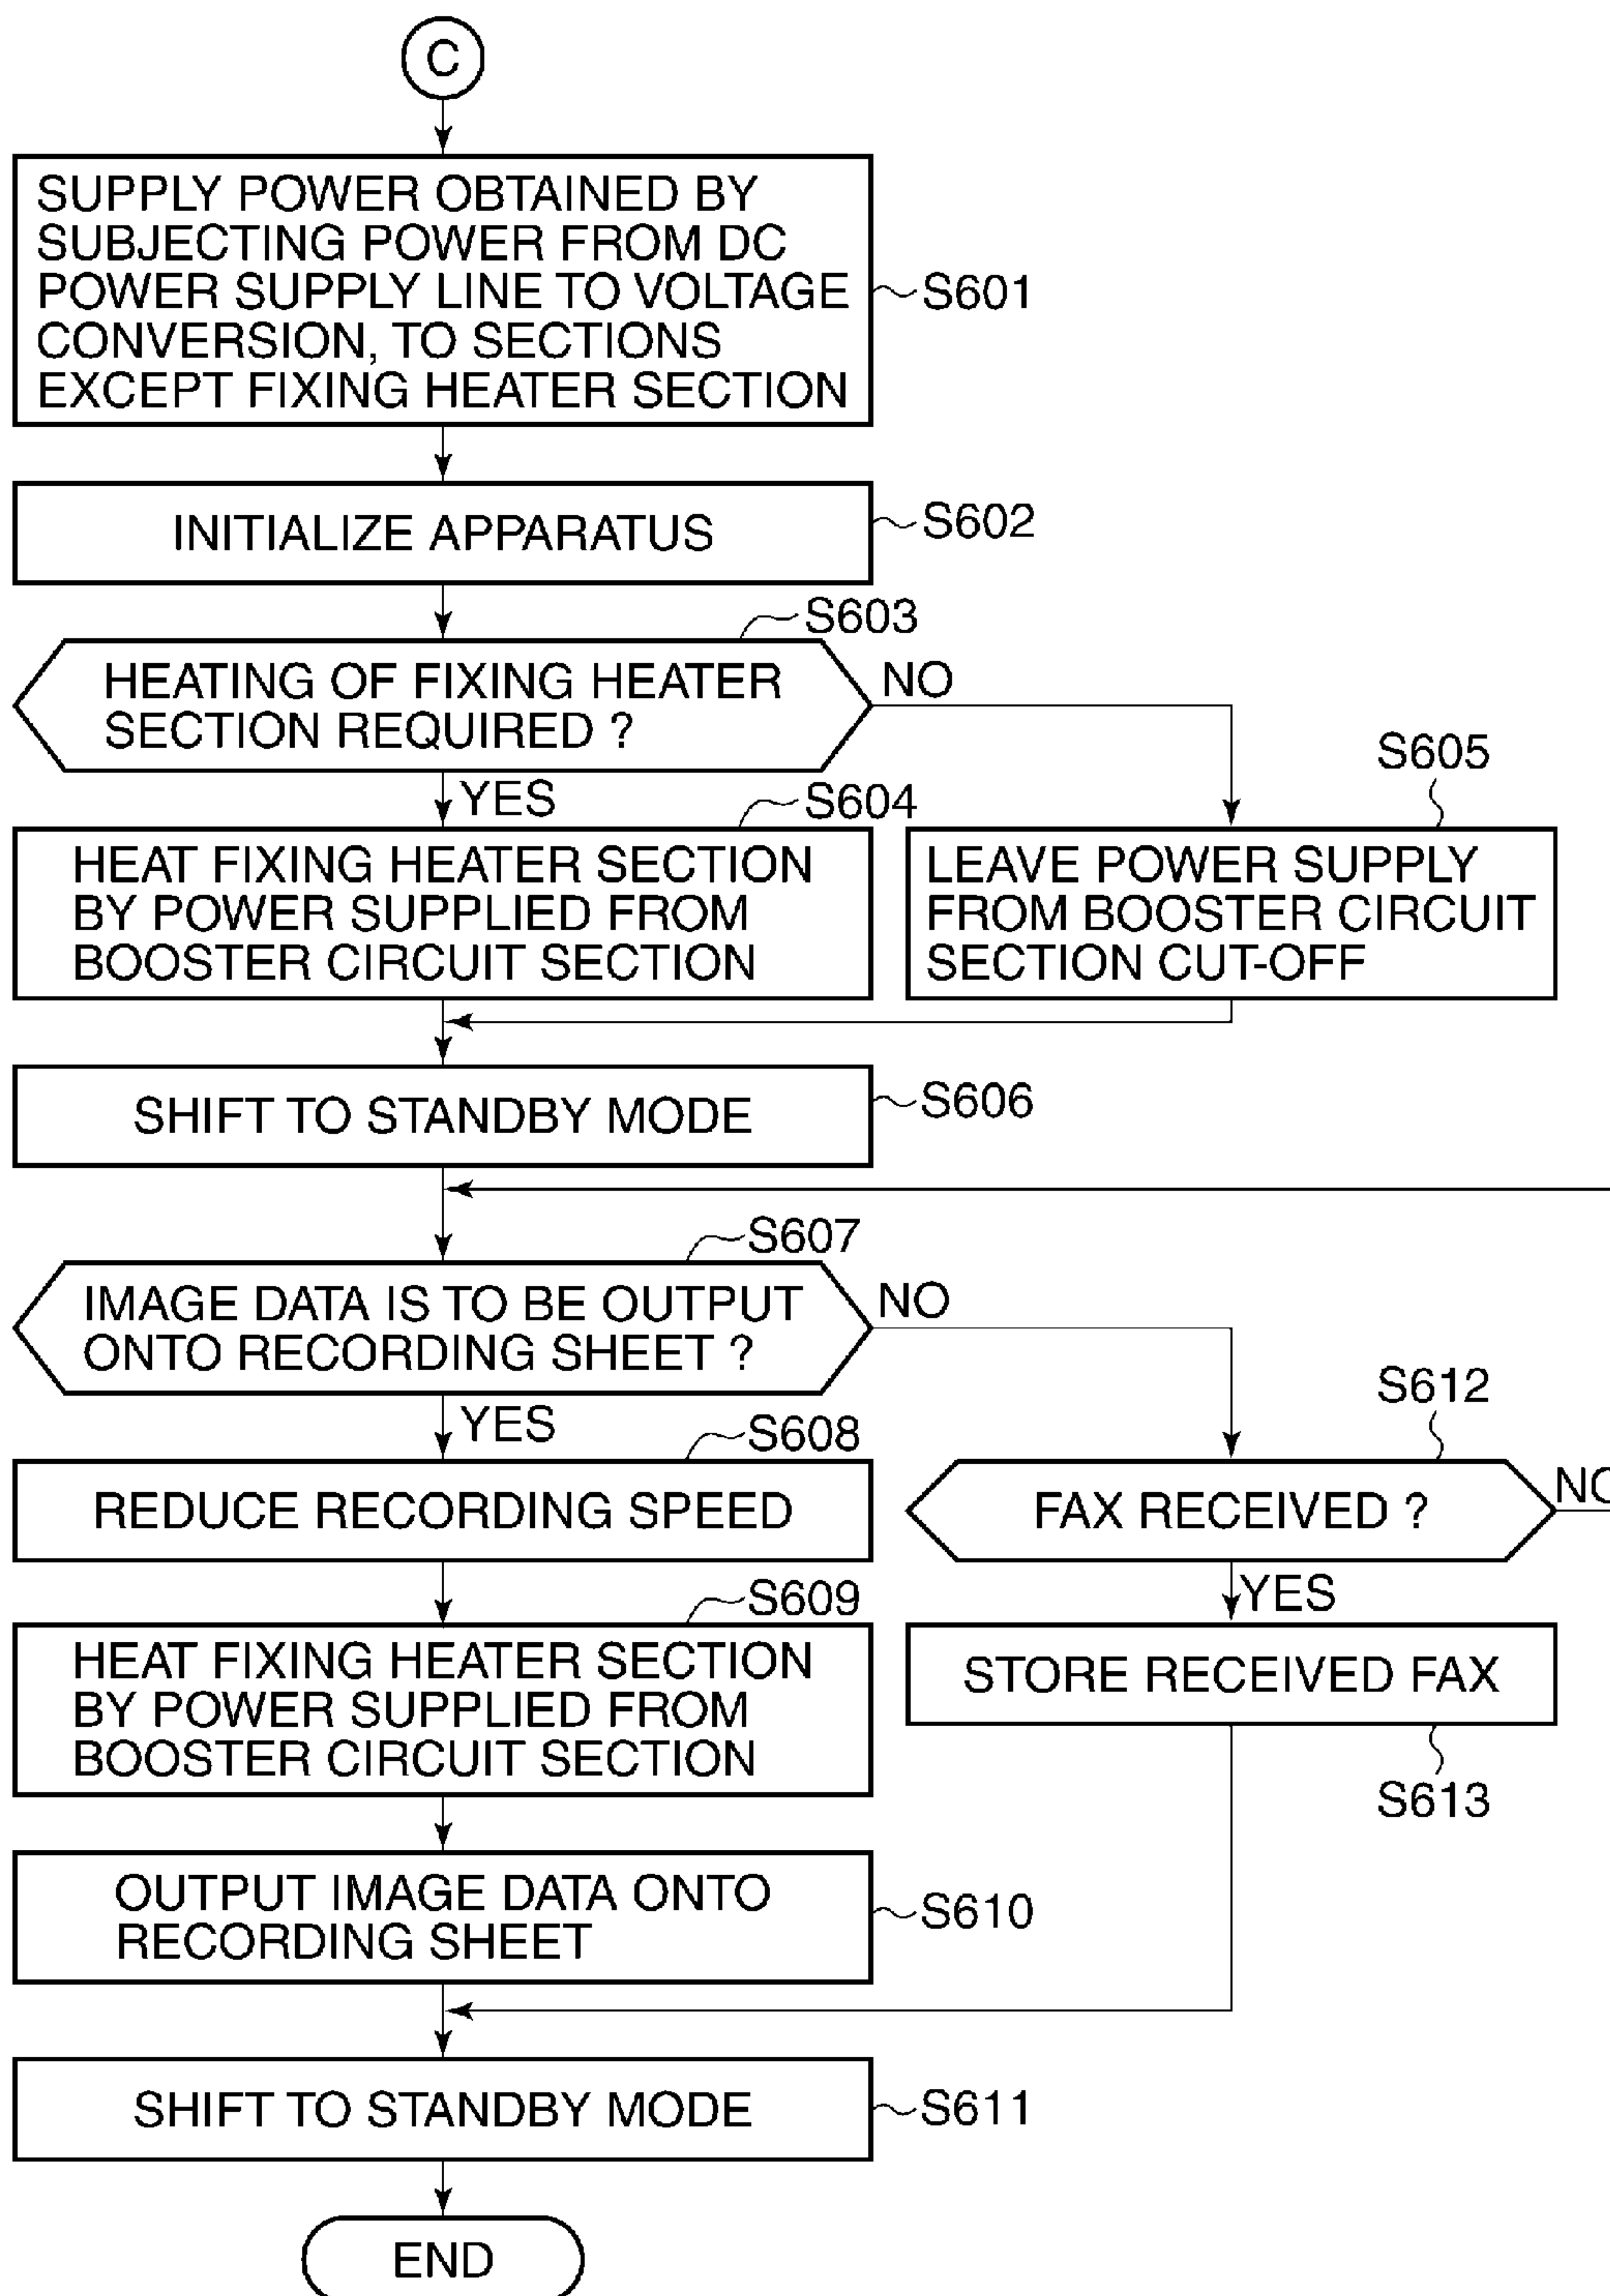 C
SUPPLY POWER OBTAINED BY
SUBJECTING POWER FROM DC
POWER SUPPLY LINE TO VOLTAGE
CONVERSION, TO SECTIONS
EXCEPT FIXING HEATER SECTION
S601
INITIALIZE APPARATUS
S602
S603
HEATING OF FIXING HEATER
SECTION REQUIRED ?
NO
YES
S604
HEAT FIXING HEATER SECTION
BY POWER SUPPLIED FROM
BOOSTER CIRCUIT SECTION
S605
LEAVE POWER SUPPLY
FROM BOOSTER CIRCUIT
SECTION CUT-OFF
SHIFT TO STANDBY MODE
S606
S607
IMAGE DATA IS TO BE OUTPUT
ONTO RECORDING SHEET ?
NO
YES
S608
REDUCE RECORDING SPEED
S612
FAX RECEIVED ?
NO
YES
S609
HEAT FIXING HEATER SECTION
BY POWER SUPPLIED FROM
BOOSTER CIRCUIT SECTION
STORE RECEIVED FAX
S613
OUTPUT IMAGE DATA ONTO
RECORDING SHEET
S610
SHIFT TO STANDBY MODE
S611
END